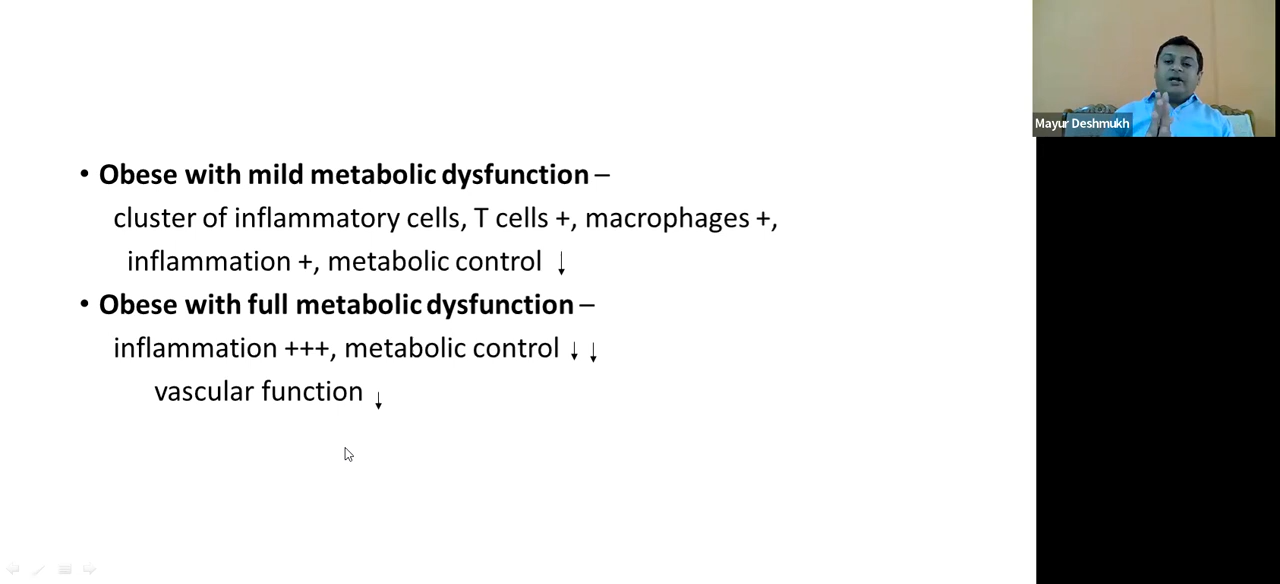 • Obese with mild metabolic dysfunction –
cluster of inflammatory cells, T cells +, macrophages +,
inflammation +, metabolic control ↓
• Obese with full metabolic dysfunction –
inflammation +++, metabolic control ↓ ↓
vascular function ↓
Mayur Deshmukh